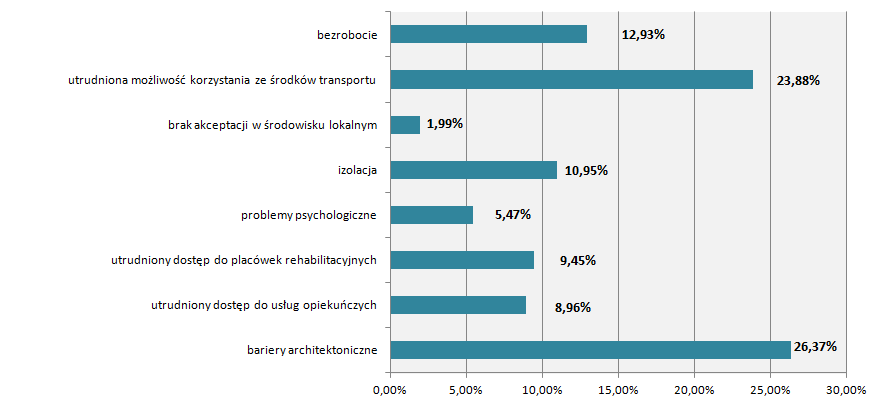 bezrobocie 12,93%
utrudniona możliwość korzystania ze środków transportu 23,88%
brak akceptacji w środowisku lokalnym 1,99%
izolacja 10,95%
problemy psychologiczne 5,47%
utrudniony dostęp do placówek rehabilitacyjnych 9,45%
utrudniony dostęp do usług opiekuńczych 8,96%
bariery architektoniczne 26,37%
0,00% 5,00% 10,00% 15,00% 20,00% 25,00% 30,00%